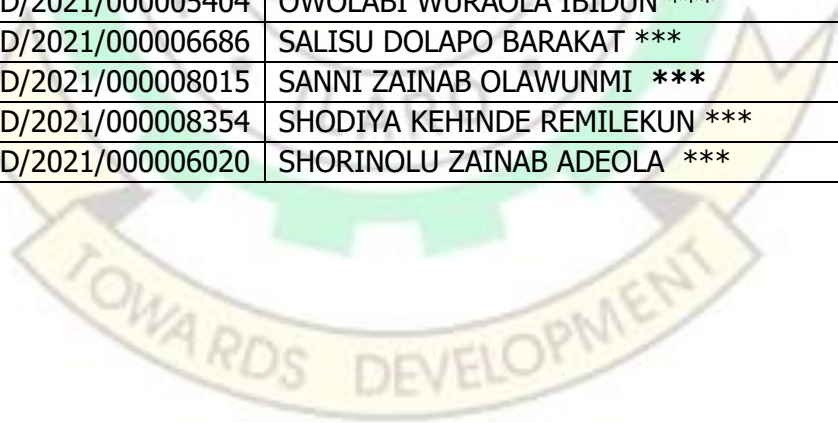 D/2021/000005404 OWOLABI WURAOLA IBIDUN ***
D/2021/000006686 SALISU DOLAPO BARAKAT ***
D/2021/000008015 SANNI ZAINAB OLAWUNMI ***
D/2021/000008354 SHODIYA KEHINDE REMILEKUN ***
D/2021/000006020 SHORINOLU ZAINAB ADEOLA ***
TOWARDS DEVELOPMENT